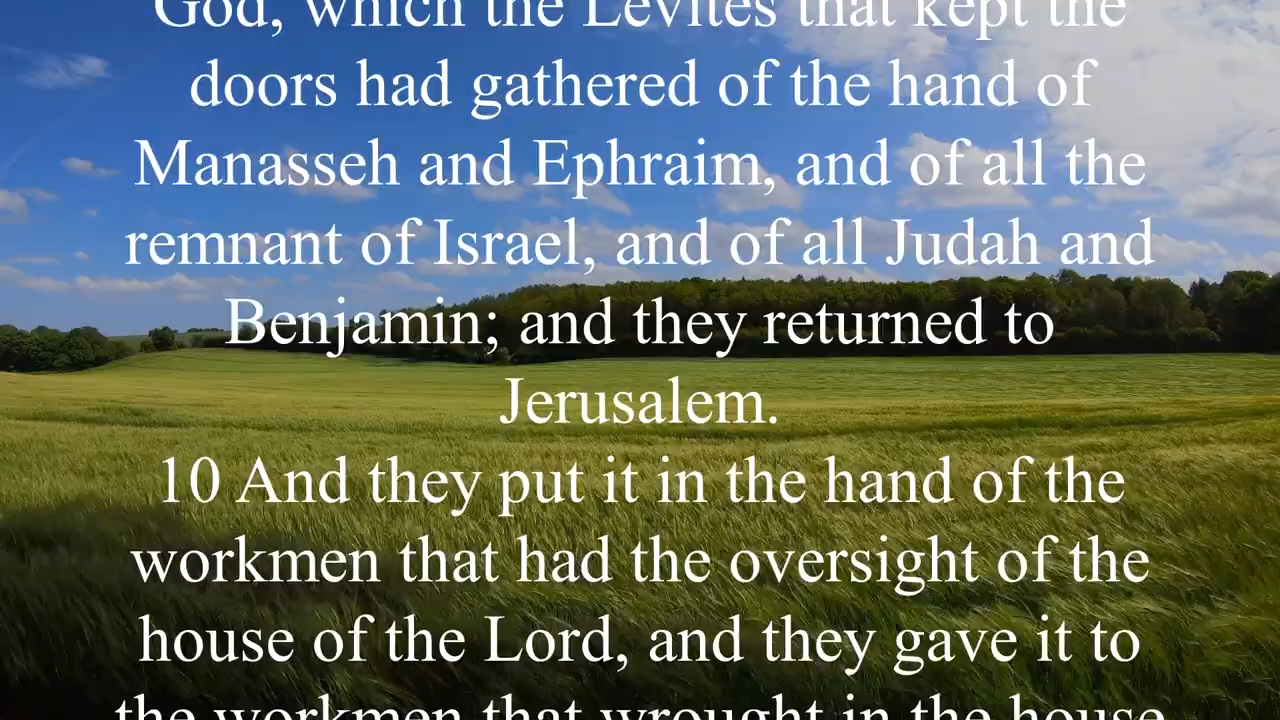 God, which the Levites that kept the
doors had gathered of the hand of
Manasseh and Ephraim, and of all the
remnant of Israel, and of all Judah and
Benjamin; and they returned to
Jerusalem.
10 And they put it in the hand of the
workmen that had the oversight of the
house of the Lord, and they gave it to
the workmen that wrought in the house